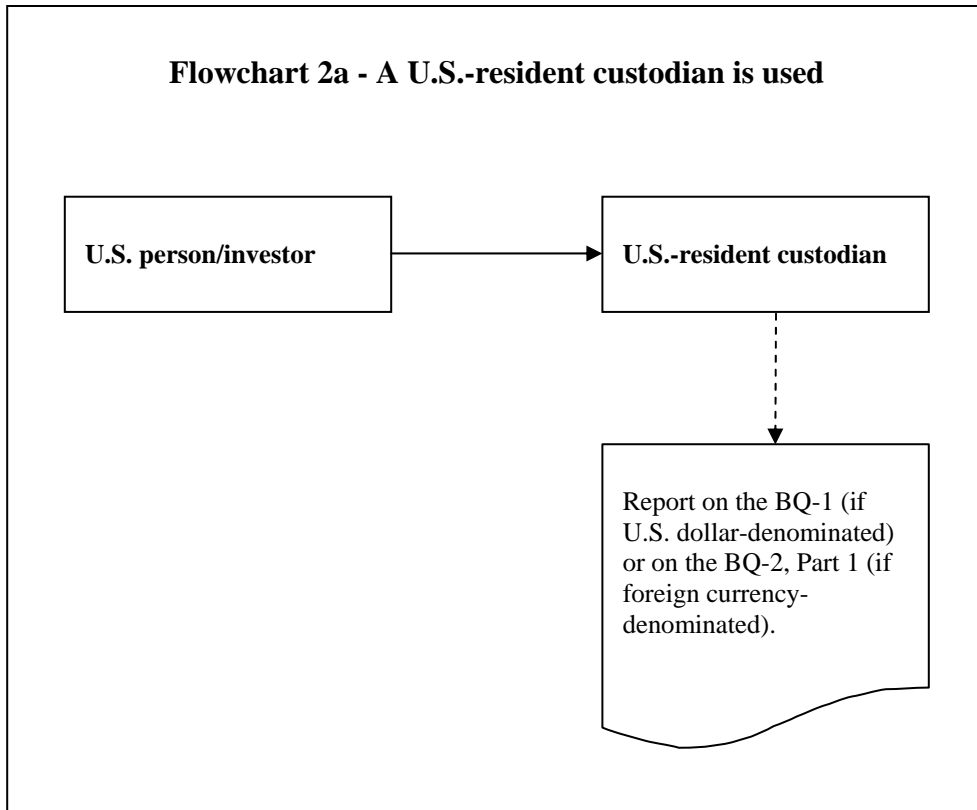 Flowchart 2a - A U.S.-resident custodian is used
U.S. person/investor
U.S.-resident custodian
Report on the BQ-1 (if
U.S. dollar-denominated)
or on the BQ-2, Part 1 (if
foreign currency-
denominated).